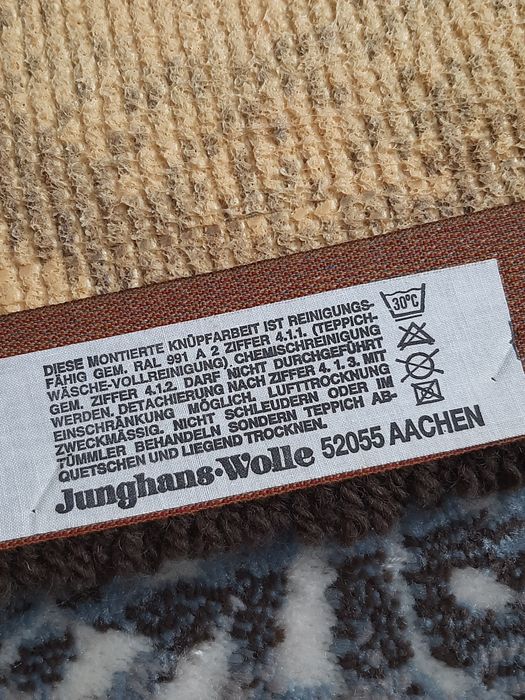 DIESE MONTIERTE KNÜPFARBEIT IST REINIGUNGS-
FÄHIG GEM. RAL 991 A 2 ZIFFER 4.1.1. (TEPPICH-
WÄSCHE-VOLLREINIGUNG) CHEMISCHREINIGUNG
GEM. ZIFFER 4.1.2. DARF NICHT DURCHGEFÜHRT
WERDEN, DETACHIERUNG NACH ZIFFER 4. 1. 3. MIT
EINSCHRÄNKUNG MÖGLICH. LUFTTROCKNUNG
ZWECKMÄSSIG. NICHT SCHLEUDERN ODER IM
TÜMMLER BEHANDELN SONDERN TEPPICH AB-
QUETSCHEN UND LIEGEND TROCKNEN.
30°C
Junghans·Wolle 52055 AACHEN